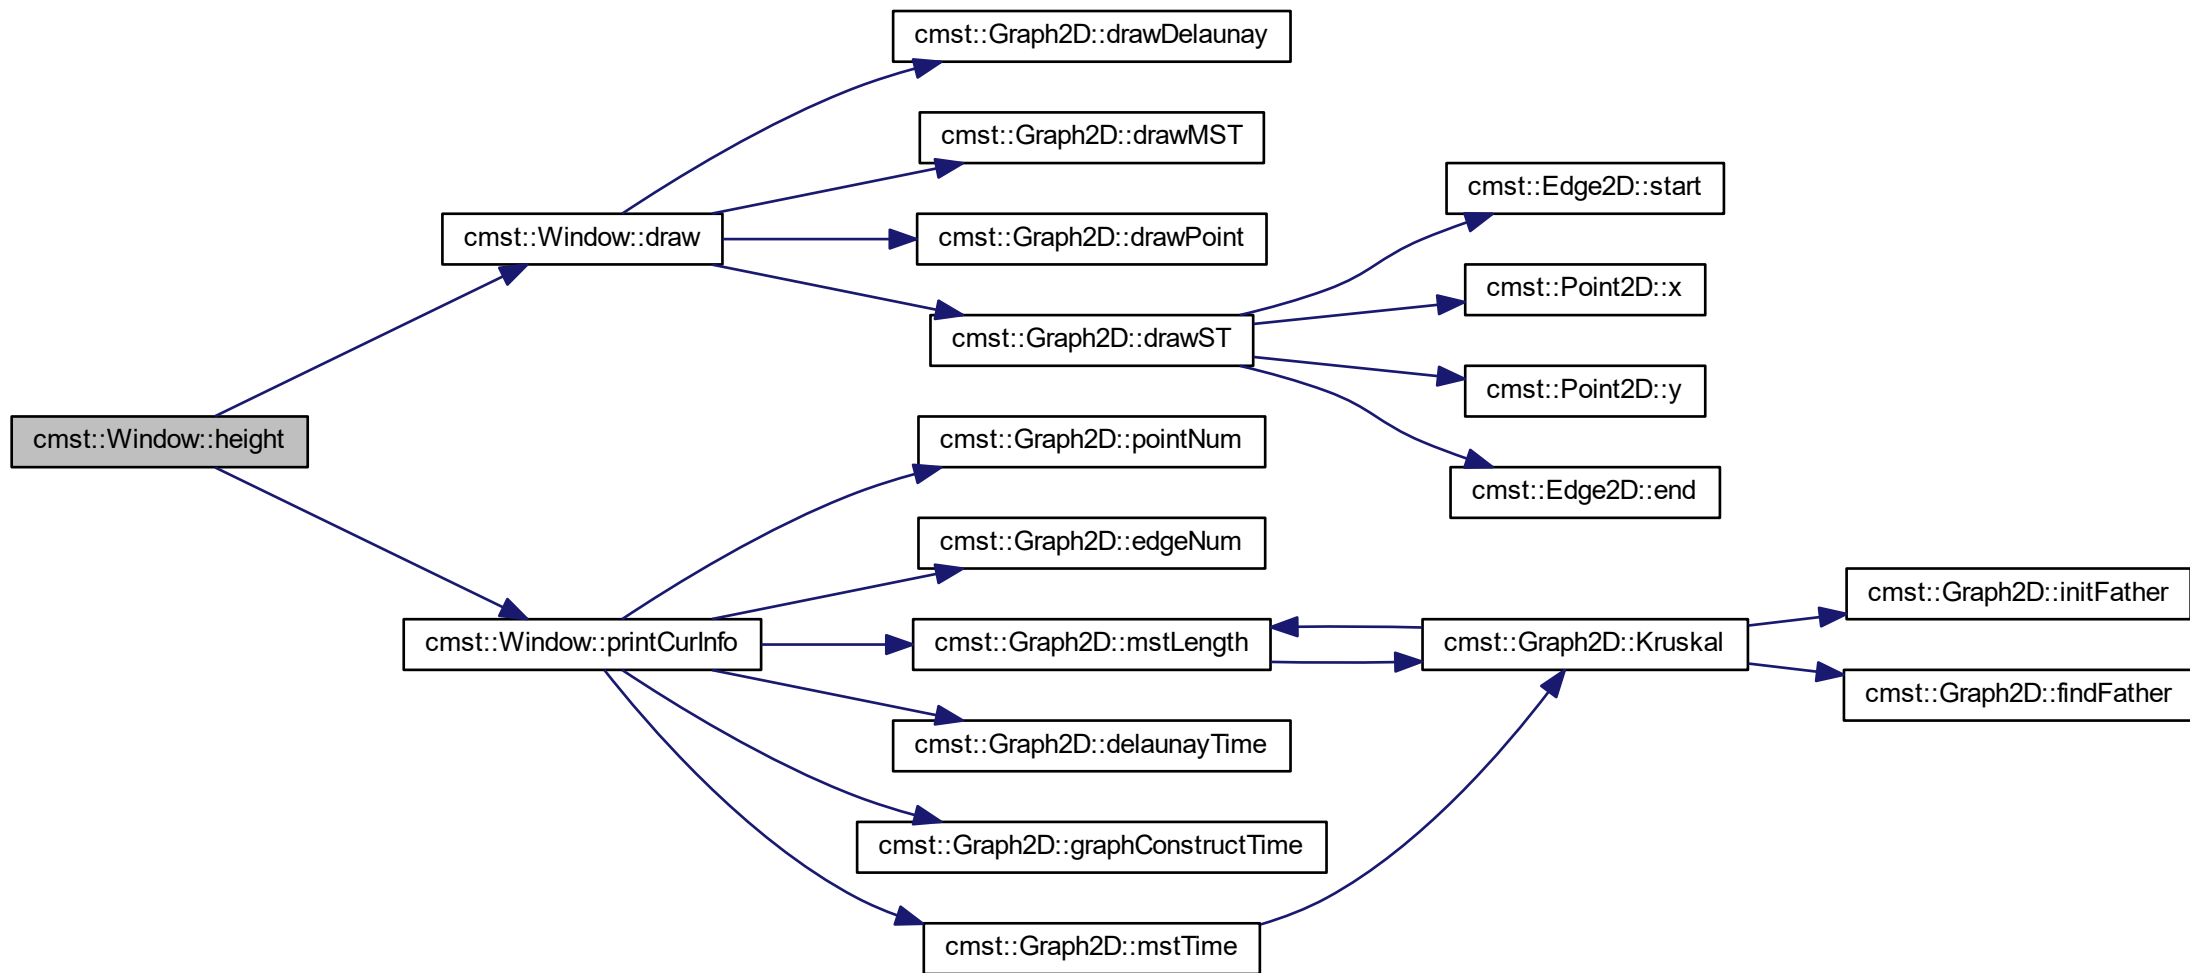 cmst::Graph2D::drawDelaunay
cmst::Graph2D::drawMST
cmst::Edge2D::start
cmst::Window::draw
cmst::Graph2D::drawPoint
cmst::Point2D::x
cmst::Graph2D::drawST
cmst::Point2D::y
cmst::Window::height
cmst::Graph2D::pointNum
cmst::Edge2D::end
cmst::Graph2D::edgeNum
cmst::Graph2D::initFather
cmst::Window::printCurInfo
cmst::Graph2D::mstLength
cmst::Graph2D::Kruskal
cmst::Graph2D::findFather
cmst::Graph2D::delaunayTime
cmst::Graph2D::graphConstructTime
cmst::Graph2D::mstTime